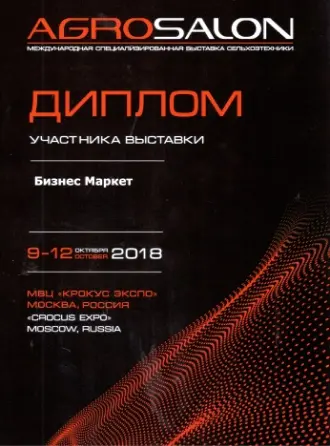 AGROSALON
МЕЖДУНАРОДНАЯ СПЕЦИАЛИЗИРОВАННАЯ ВЫСТАВКА СЕЛЬХОЗТЕХНИКИ
ДИПЛОМ
УЧАСТНИКА ВЫСТАВКИ
Бизнес Маркет
9-12 ОКТЯБРЯ OCTOBER 2018
МВЦ «КРОКУС ЭКСПО»
МОСКВА, РОССИЯ
«CROCUS EXPO»
MOSCOW, RUSSIA